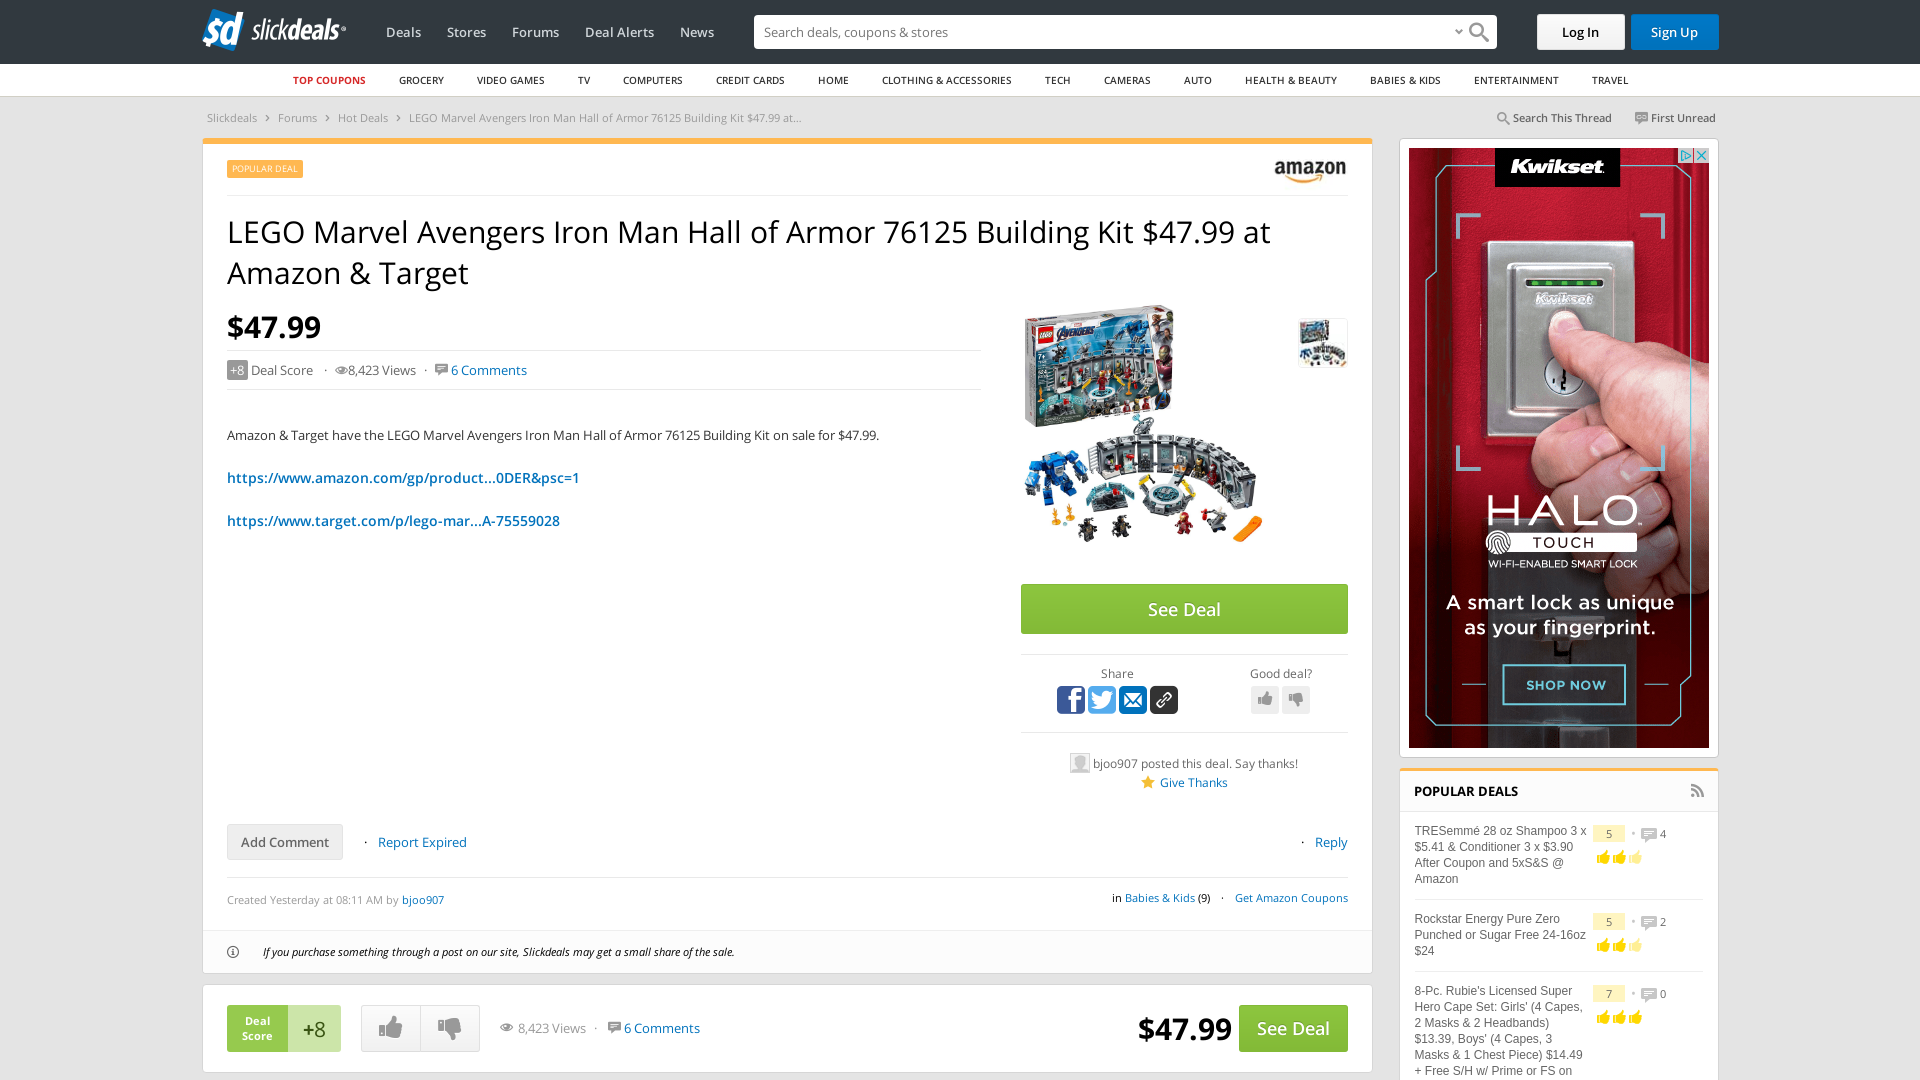 slickdeals
Deals
Stores
Forums
Deal Alerts
News
Search deals, coupons & stores
Log In
Sign Up
TOP COUPONS
GROCERY
VIDEO GAMES
TV
COMPUTERS
CREDIT CARDS
HOME
CLOTHING & ACCESSORIES
TECH
CAMERAS
AUTO
HEALTH & BEAUTY
BABIES & KIDS
ENTERTAINMENT
TRAVEL
Slickdeals › Forums › Hot Deals › LEGO Marvel Avengers Iron Man Hall of Armor 76125 Building Kit $47.99 at...
Search This Thread
First Unread
POPULAR DEAL
amazon
LEGO Marvel Avengers Iron Man Hall of Armor 76125 Building Kit $47.99 at
Amazon & Target
$47.99
+8 Deal Score · 8,423 Views · 6 Comments
Amazon & Target have the LEGO Marvel Avengers Iron Man Hall of Armor 76125 Building Kit on sale for $47.99.
https://www.amazon.com/gp/product...0DER&psc=1
https://www.target.com/p/lego-mar...A-75559028
LEGO
AVENGERS
7+
See Deal
Share
Good deal?
bjoo907 posted this deal. Say thanks!
Give Thanks
Add Comment
· Report Expired
· Reply
Created Yesterday at 08:11 AM by bjoo907
in Babies & Kids (9) · Get Amazon Coupons
If you purchase something through a post on our site, Slickdeals may get a small share of the sale.
Deal
Score
+8
8,423 Views · 6 Comments
$47.99
See Deal
Kwikset
Kwikset
HALO
TOUCH
WI-FI-ENABLED SMART LOCK
A smart lock as unique
as your fingerprint.
SHOP NOW
POPULAR DEALS
TRESemmé 28 oz Shampoo 3 x
$5.41 & Conditioner 3 x $3.90
After Coupon and 5xS&S @
Amazon
5 • 4
Rockstar Energy Pure Zero
Punched or Sugar Free 24-16oz
$24
5 • 2
8-Pc. Rubie's Licensed Super
Hero Cape Set: Girls' (4 Capes,
2 Masks & 2 Headbands)
$13.39, Boys' (4 Capes, 3
Masks & 1 Chest Piece) $14.49
+ Free S/H w/ Prime or FS on
7 • 0